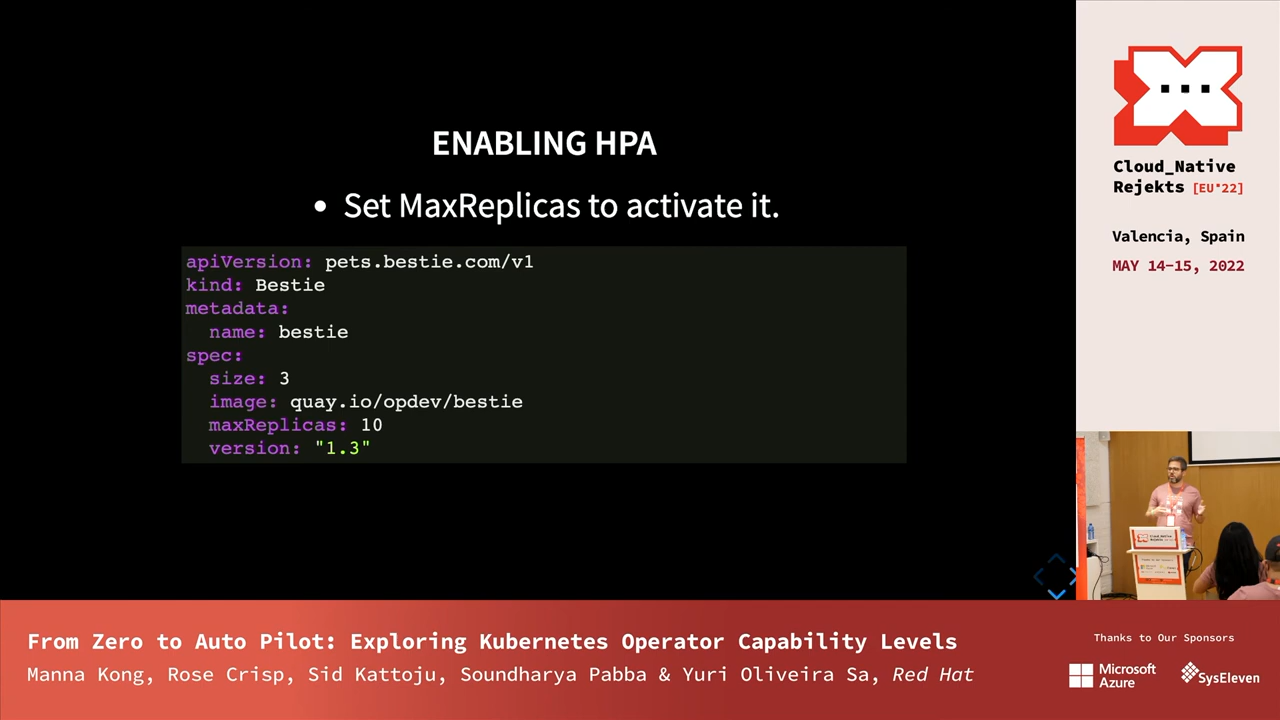 ENABLING HPA
• Set MaxReplicas to activate it.
apiVersion: pets.bestie.com/v1
kind: Bestie
metadata:
  name: bestie
spec:
  size: 3
  image: quay.io/opdev/bestie
  maxReplicas: 10
  version: "1.3"
Cloud_Native
Rejekts [EU*22]
Valencia, Spain
MAY 14-15, 2022
From Zero to Auto Pilot: Exploring Kubernetes Operator Capability Levels
Manna Kong, Rose Crisp, Sid Kattoju, Soundharya Pabba & Yuri Oliveira Sa, Red Hat
Thanks to Our Sponsors
Microsoft
Azure
SysEleven